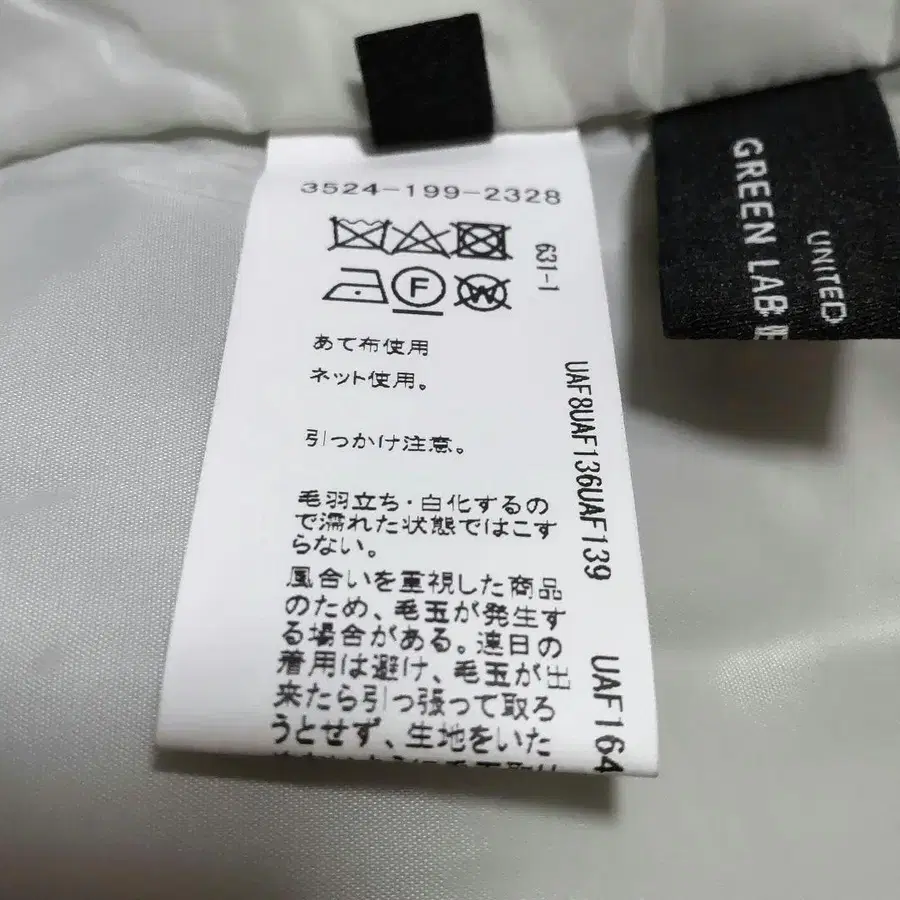 3524-199-2328
F
W
631-1
あて布使用
ネット使用。
引っかけ注意。
毛羽立ち・白化するの
で濡れた状態ではこす
らない。
風合いを重視した商品
のため、毛玉が発生す
る場合がある。連日の
着用は避け、毛玉が出
来たら引っ張って取ろ
うとせず、生地をいた
UAF8UAF136UAF139
UAF164
UNITED
GREEN LAB